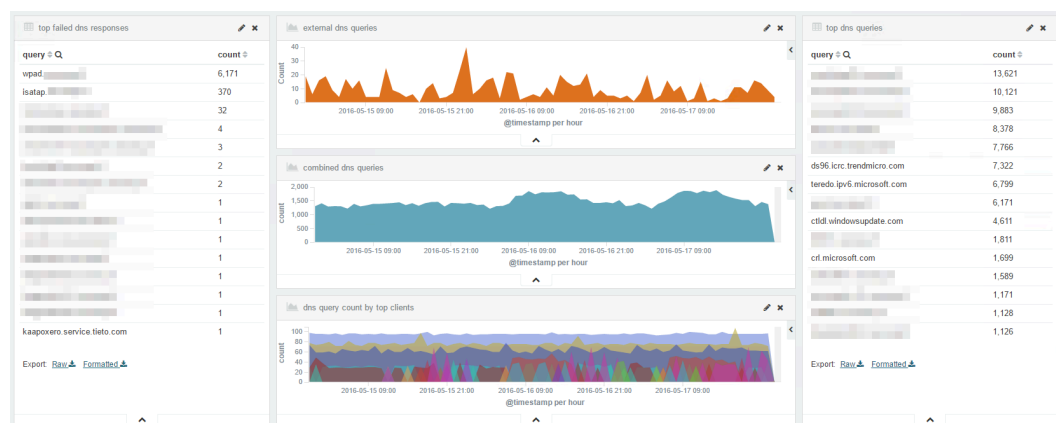 top failed dns responses
query count
wpad. 6,171
isatap. 370
32
4
3
2
2
1
1
1
1
1
1
1
kaapoxero.service.tieto.com 1
Export: Raw Formatted
external dns queries
Count
40
30
20
10
0
2016-05-15 09:00 2016-05-15 21:00 2016-05-16 09:00 2016-05-16 21:00 2016-05-17 09:00
@timestamp per hour
combined dns queries
count
2,000
1,500
1,000
500
0
2016-05-15 09:00 2016-05-15 21:00 2016-05-16 09:00 2016-05-16 21:00 2016-05-17 09:00
@timestamp per hour
dns query count by top clients
count
100
80
60
40
20
0
2016-05-15 09:00 2016-05-15 21:00 2016-05-16 09:00 2016-05-16 21:00 2016-05-17 09:00
@timestamp per hour
top dns queries
query count
13,621
10,121
9,883
8,378
7,766
ds96.icrc.trendmicro.com 7,322
teredo.ipv6.microsoft.com 6,799
6,171
ctldl.windowsupdate.com 4,611
1,811
crl.microsoft.com 1,699
1,589
1,171
1,128
1,126
Export: Raw Formatted